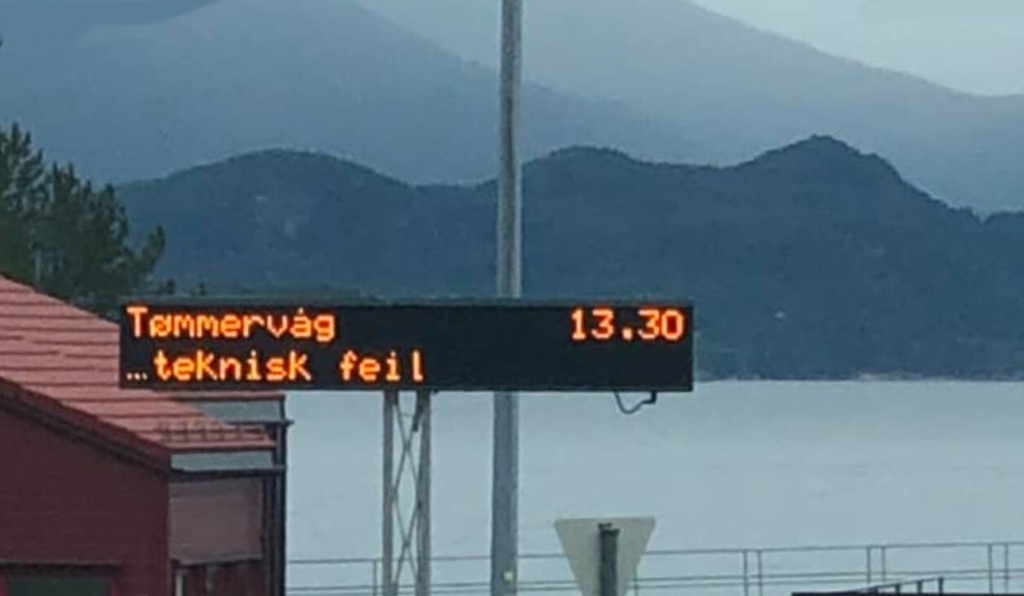 Tømmervåg 13.30
...teknisk feil